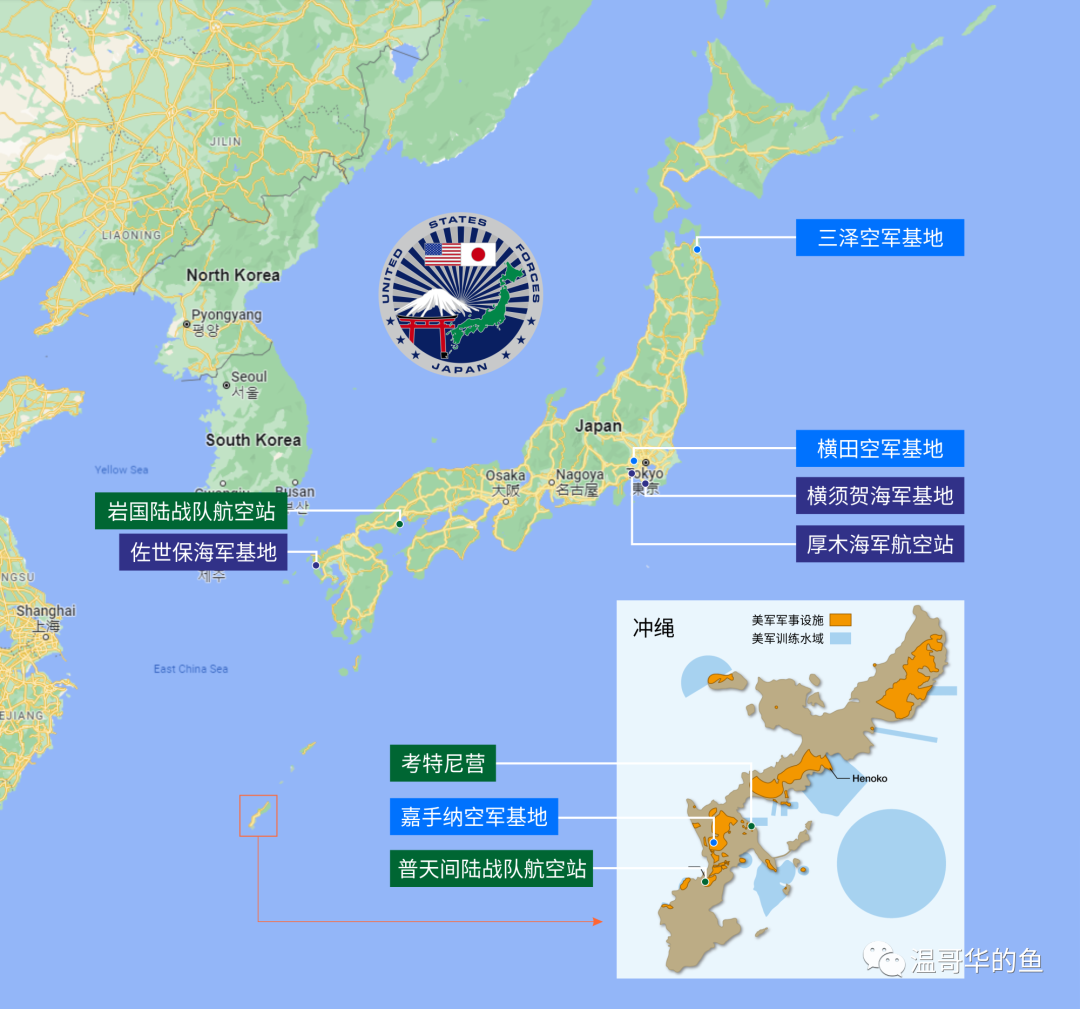 JILIN
LIAONING
North Korea
Pyongyang
평양
Seoul
서울
South Korea
Yellow Sea
Busan
제주
UNITED STATES FORCES
JAPAN
三泽空军基地
Japan
横田空军基地
Osaka
大阪
Nagoya
名古屋
Tokyo
東京
横须贺海军基地
厚木海军航空站
岩国陆战队航空站
佐世保海军基地
NGSU
Shanghai
上海
East China Sea
EJIANG
冲绳
美军军事设施
美军训练水域
Henoko
考特尼营
嘉手纳空军基地
普天间陆战队航空站
温哥华的鱼